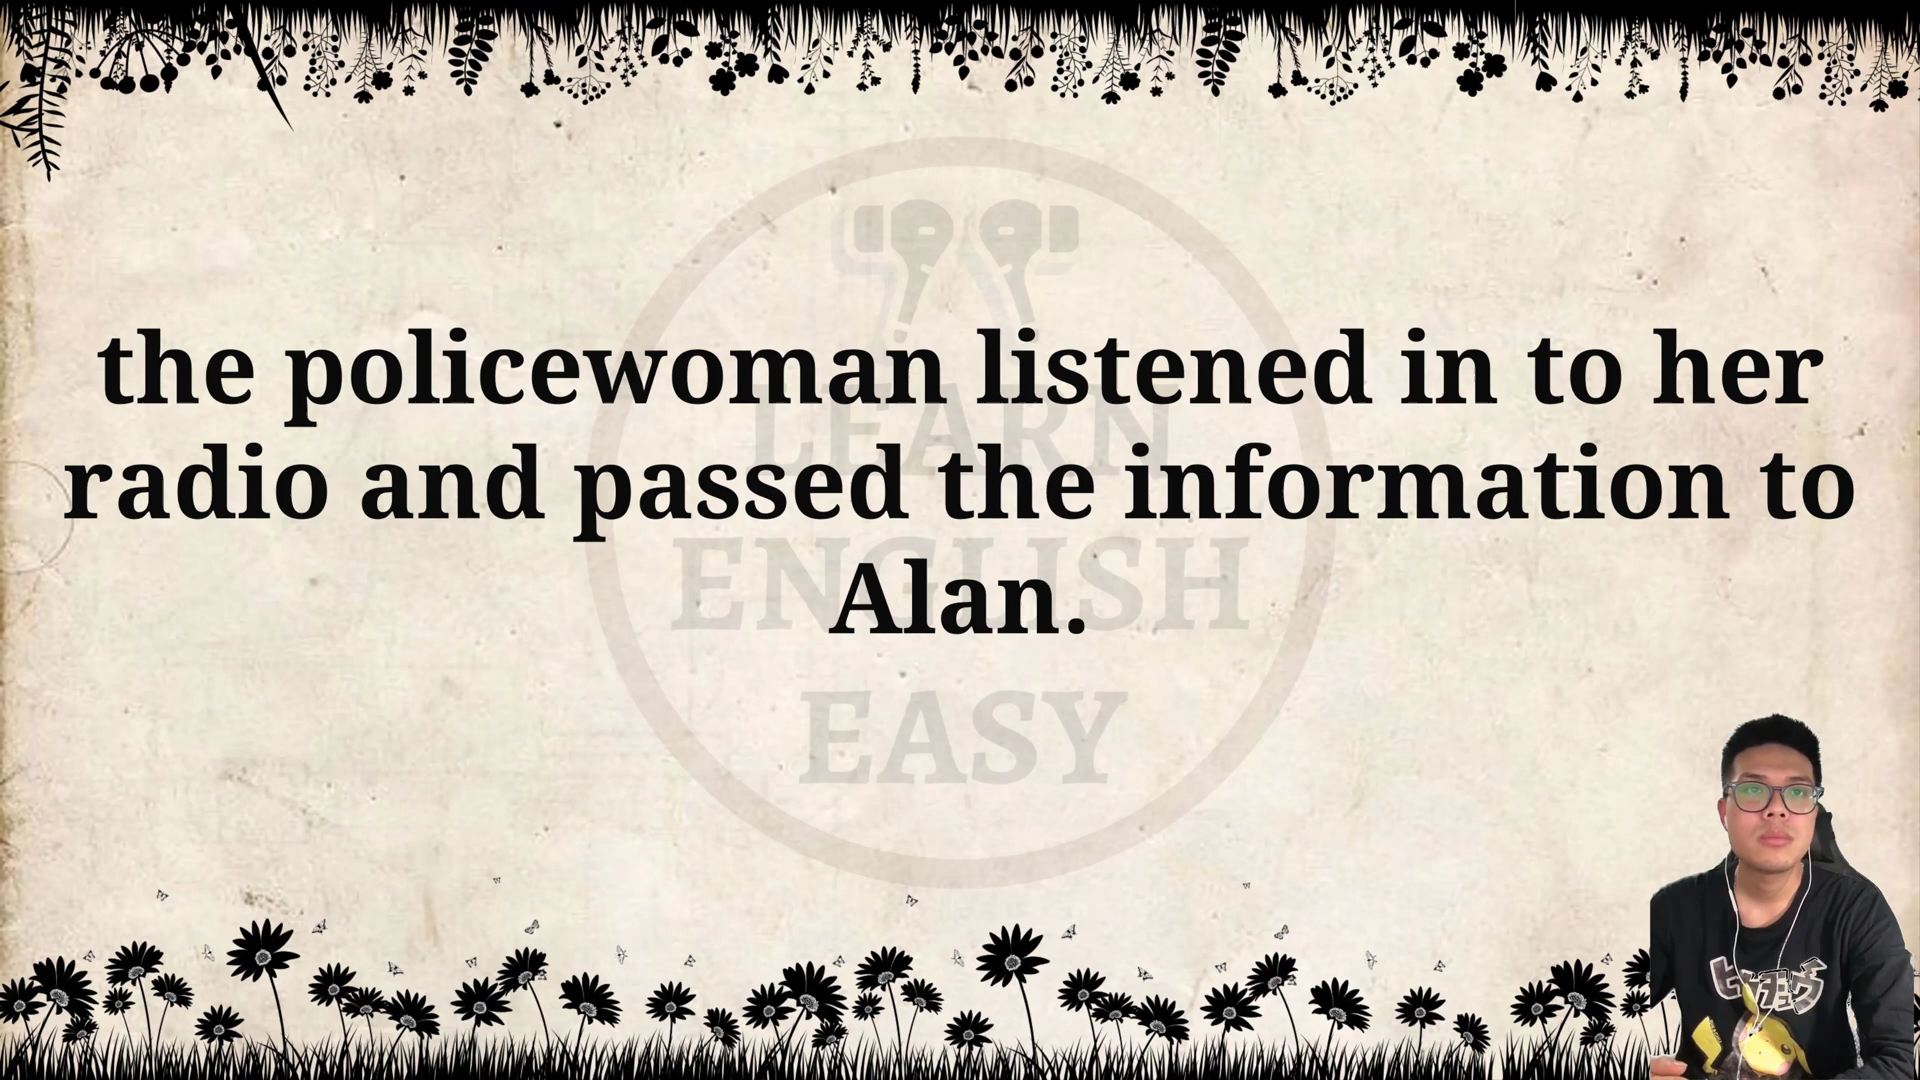 the policewoman listened in to her
radio and passed the information to
Alan.
LEARN
ENGLISH
EASY